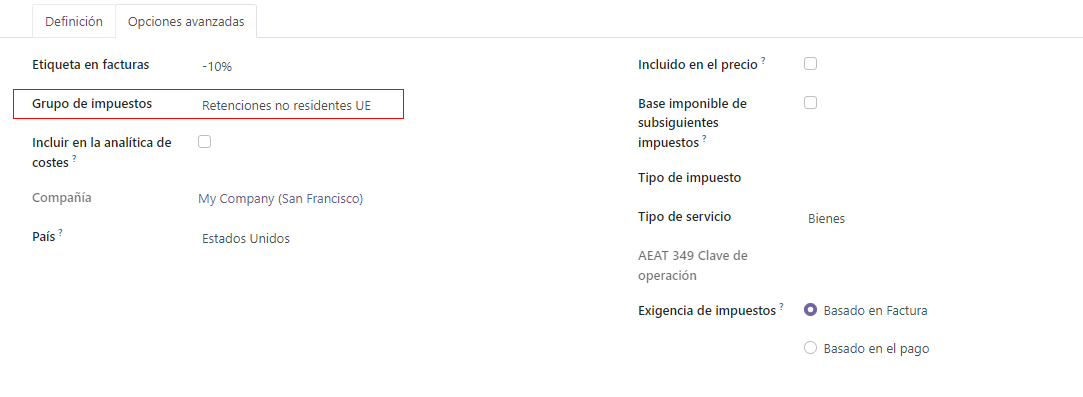 Definición
Opciones avanzadas
Etiqueta en facturas
-10%
Grupo de impuestos
Retenciones no residentes UE
Incluir en la analítica de
costes ?
Compañía
My Company (San Francisco)
País ?
Estados Unidos
Incluido en el precio ?
Base imponible de
subsiguientes
impuestos ?
Tipo de impuesto
Tipo de servicio
Bienes
AEAT 349 Clave de
operación
Exigencia de impuestos ?
Basado en Factura
Basado en el pago